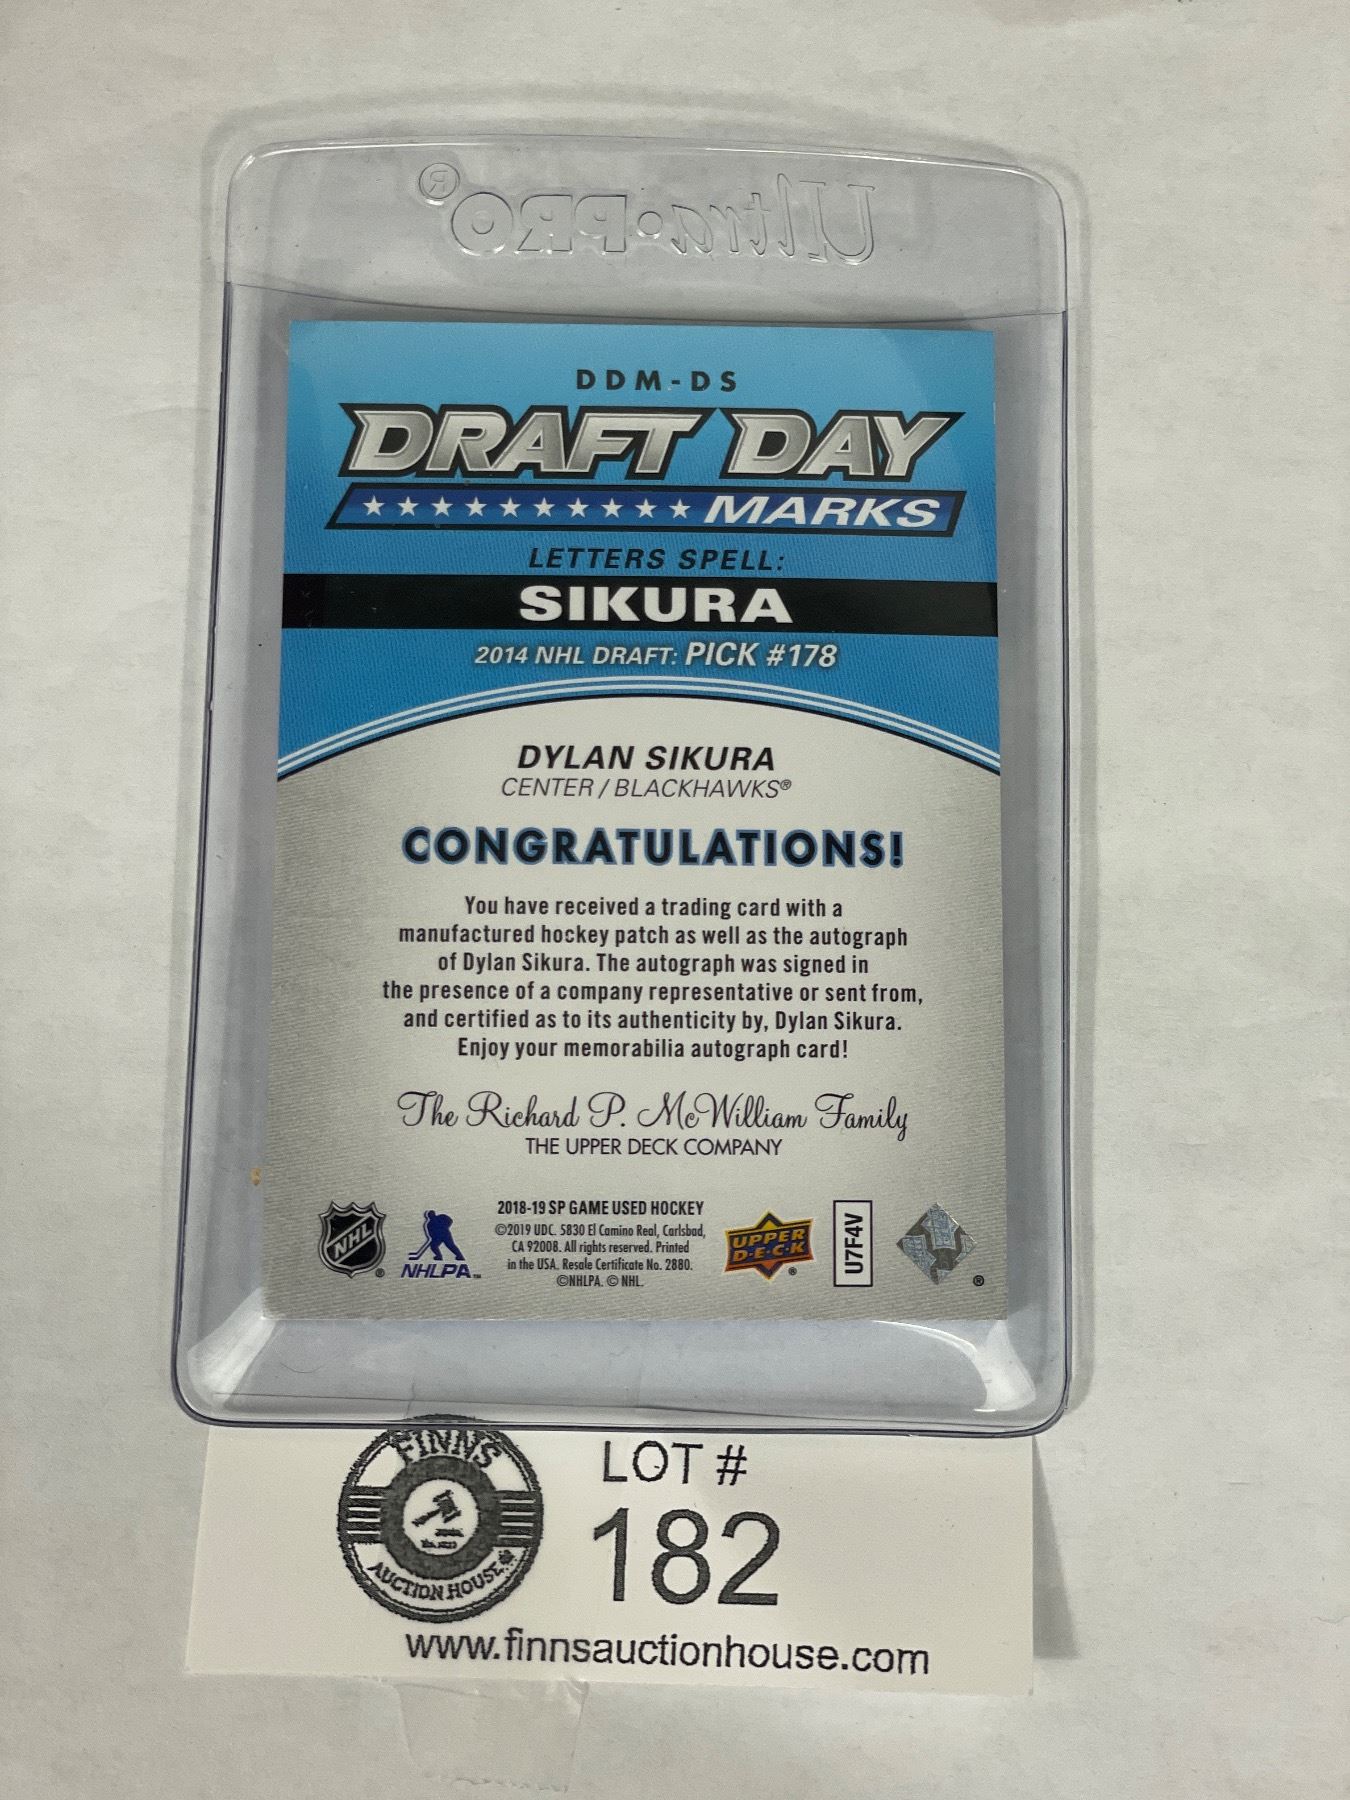 Ultra•PRO®
DDM-DS
DRAFT DAY
MARKS
LETTERS SPELL:
SIKURA
2014 NHL DRAFT: PICK #178
DYLAN SIKURA
CENTER / BLACKHAWKS®
CONGRATULATIONS!
You have received a trading card with a
manufactured hockey patch as well as the autograph
of Dylan Sikura. The autograph was signed in
the presence of a company representative or sent from,
and certified as to its authenticity by, Dylan Sikura.
Enjoy your memorabilia autograph card!
The Richard P. McWilliam Family
THE UPPER DECK COMPANY
NHL ®
NHLPA™
2018-19 SP GAME USED HOCKEY
©2019 UDC. 5830 El Camino Real, Carlsbad,
CA 92008. All rights reserved. Printed
in the USA. Resale Certificate No. 2880.
©NHLPA. © NHL.
UPPER
D·E·C·K ®
U7F4V
®
FINNS
AUCTION HOUSE
LOT #
182
www.finnsauctionhouse.com